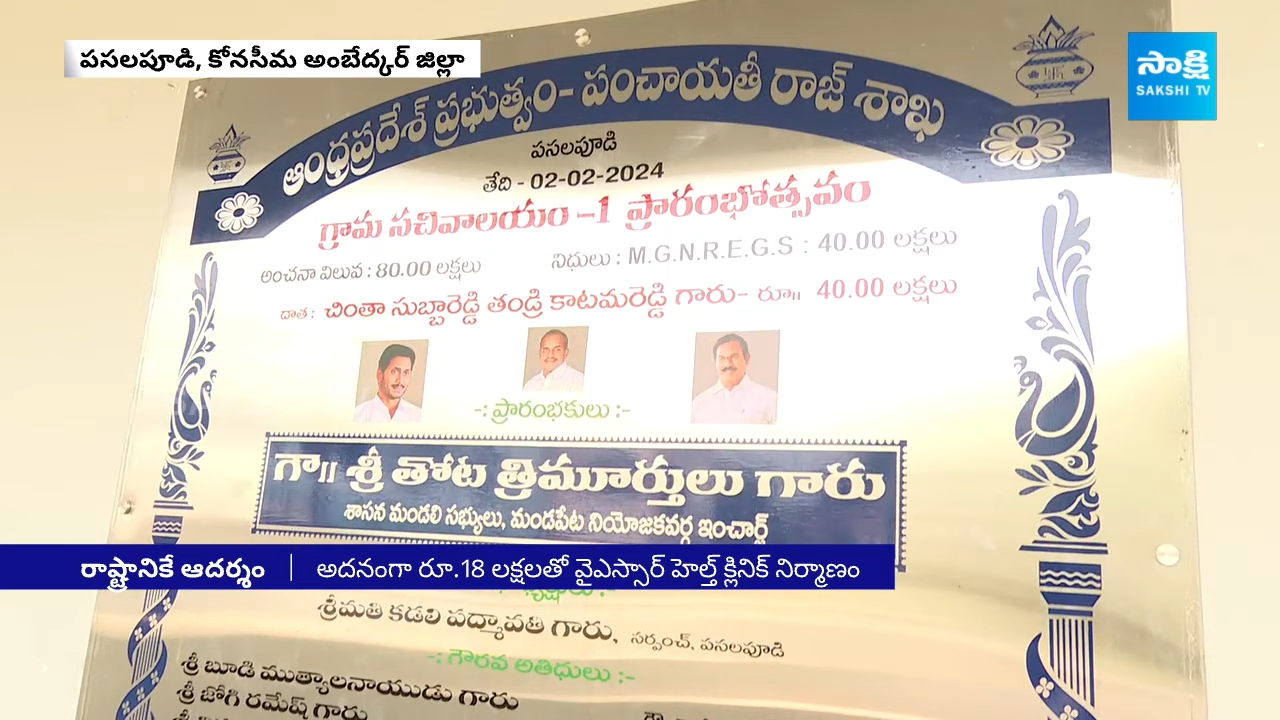 పసలపూడి, కోనసీమ అంబేద్కర్ జిల్లా
సాక్షి
SAKSHI TV
ఆంధ్రప్రదేశ్ ప్రభుత్వం- పంచాయతీ రాజ్ శాఖ
పసలపూడి
తేది - 02-02-2024
గ్రామ సచివాలయం -1 ప్రారంభోత్సవం
అంచనా విలువ : 80.00 లక్షలు
నిధులు : M.G.N.R.E.G.S : 40.00 లక్షలు
దాత : చింతా సుబ్బారెడ్డి తండ్రి కాటమరెడ్డి గారు- రూ॥ 40.00 లక్షలు
-: ప్రారంభకులు :-
గౌ॥ శ్రీ తోట త్రిమూర్తులు గారు
శాసన మండలి సభ్యులు, మండపేట నియోజకవర్గ ఇంచార్జ్
రాష్ట్రానికే ఆదర్శం | అదనంగా రూ.18 లక్షలతో వైఎస్సార్ హెల్త్ క్లినిక్ నిర్మాణం
శ్రీమతి కడలి పద్మావతి గారు, సర్పంచ్, పసలపూడి
-: గౌరవ అతిధులు :-
శ్రీ బూడి ముత్యాలనాయుడు గారు
శ్రీ జోగి రమేష్ గారు